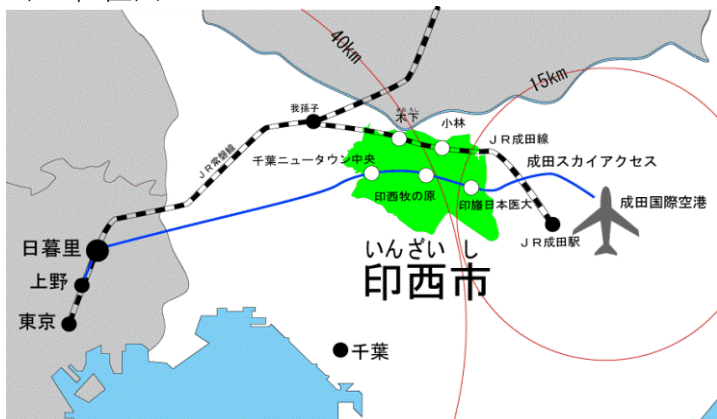 40km
15km
我孫子
木下
小林
JR成田線
JR常磐線
千葉ニュータウン中央
成田スカイアクセス
印西牧の原
印旛日本医大
成田国際空港
JR成田駅
日暮里
いんざい し
印西市
上野
東京
千葉